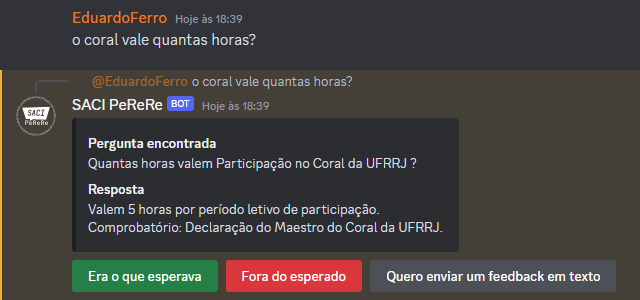 EduardoFerro Hoje às 18:39
o coral vale quantas horas?
@EduardoFerro o coral vale quantas horas?
SACI PeReRe BOT Hoje às 18:39
SACI
PeReRe
Pergunta encontrada
Quantas horas valem Participação no Coral da UFRRJ ?
Resposta
Valem 5 horas por período letivo de participação.
Comprobatório: Declaração do Maestro do Coral da UFRRJ.
Era o que esperava Fora do esperado Quero enviar um feedback em texto